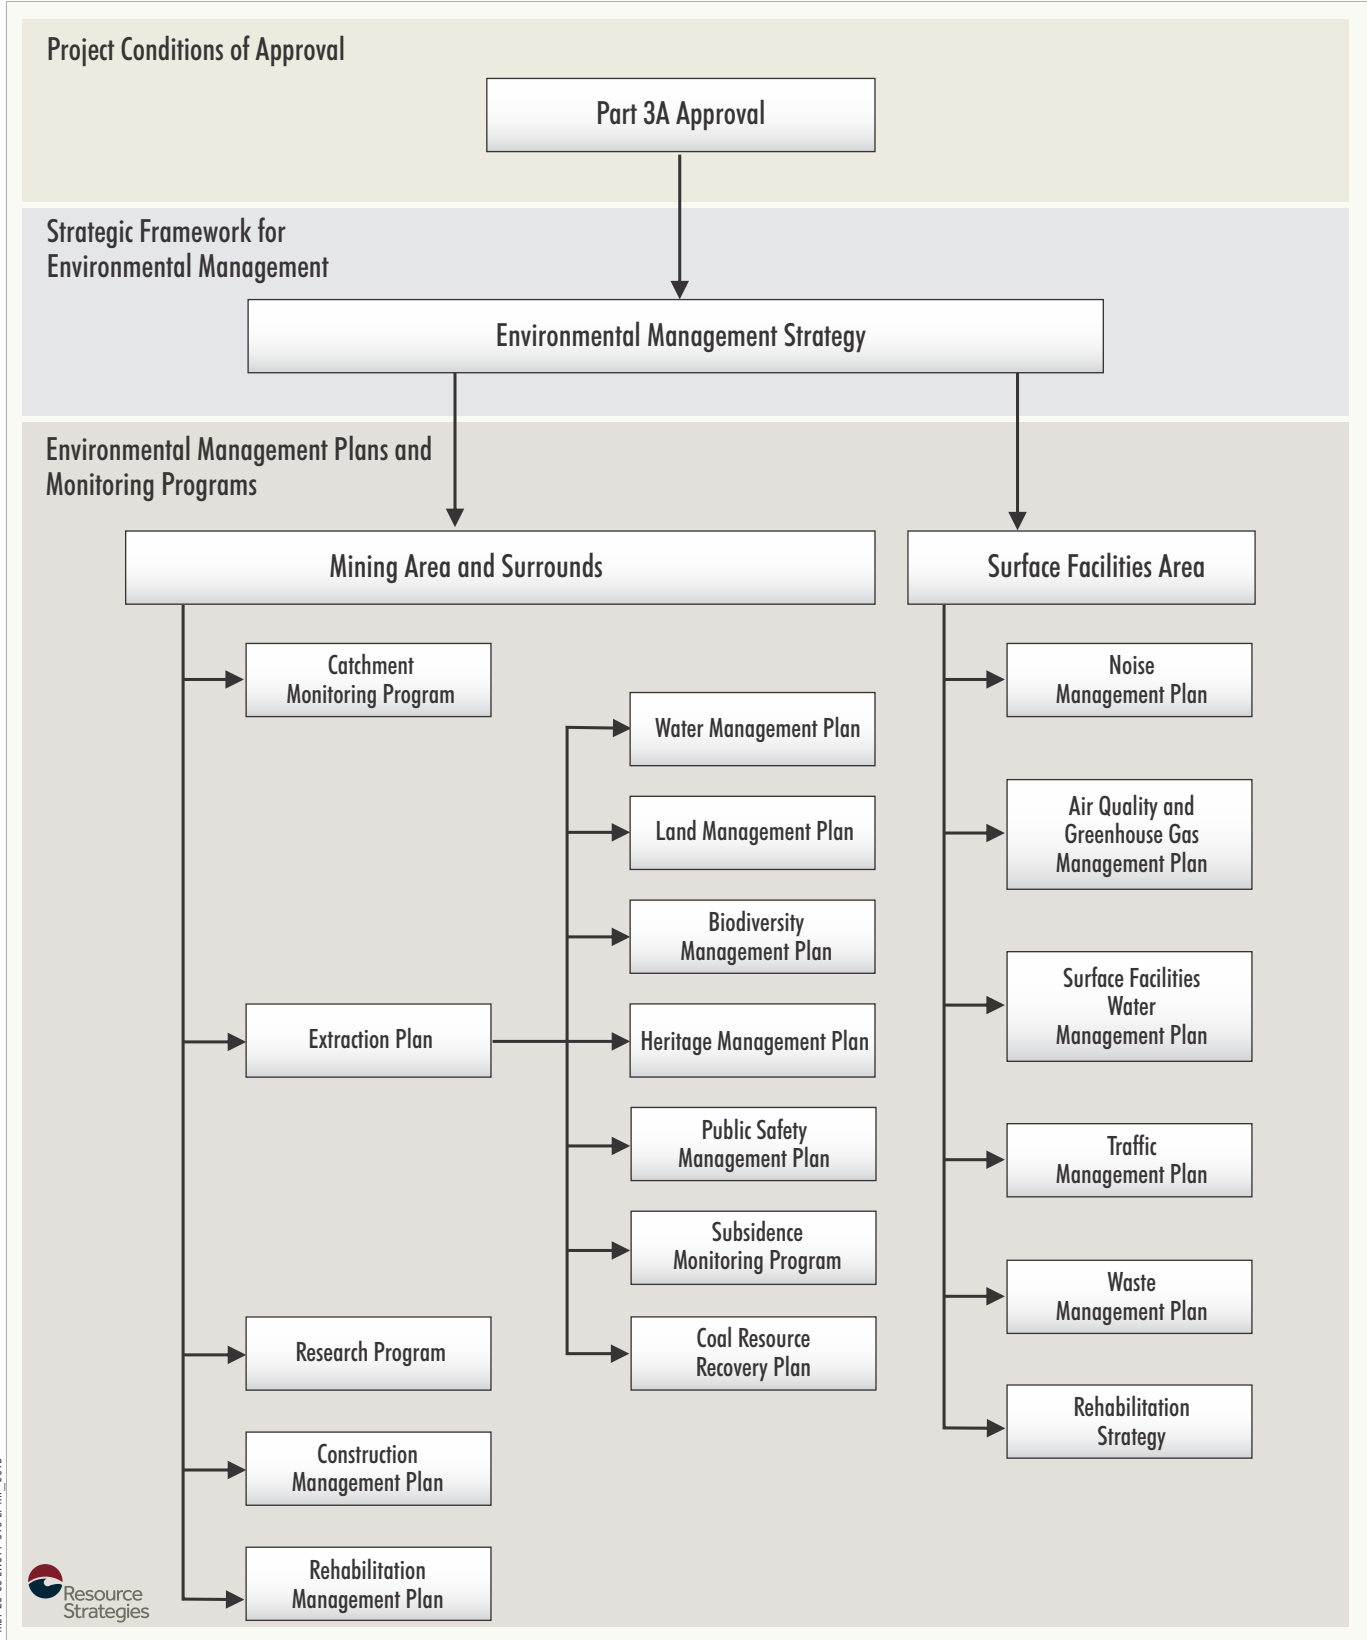 Project Conditions of Approval
Part 3A Approval
Strategic Framework for
Environmental Management
Environmental Management Strategy
Environmental Management Plans and
Monitoring Programs
Mining Area and Surrounds
Surface Facilities Area
Catchment
Monitoring Program
Extraction Plan
Research Program
Construction
Management Plan
Rehabilitation
Management Plan
Water Management Plan
Land Management Plan
Biodiversity
Management Plan
Heritage Management Plan
Public Safety
Management Plan
Subsidence
Monitoring Program
Coal Resource
Recovery Plan
Noise
Management Plan
Air Quality and
Greenhouse Gas
Management Plan
Surface Facilities
Water
Management Plan
Traffic
Management Plan
Waste
Management Plan
Rehabilitation
Strategy
Resource
Strategies